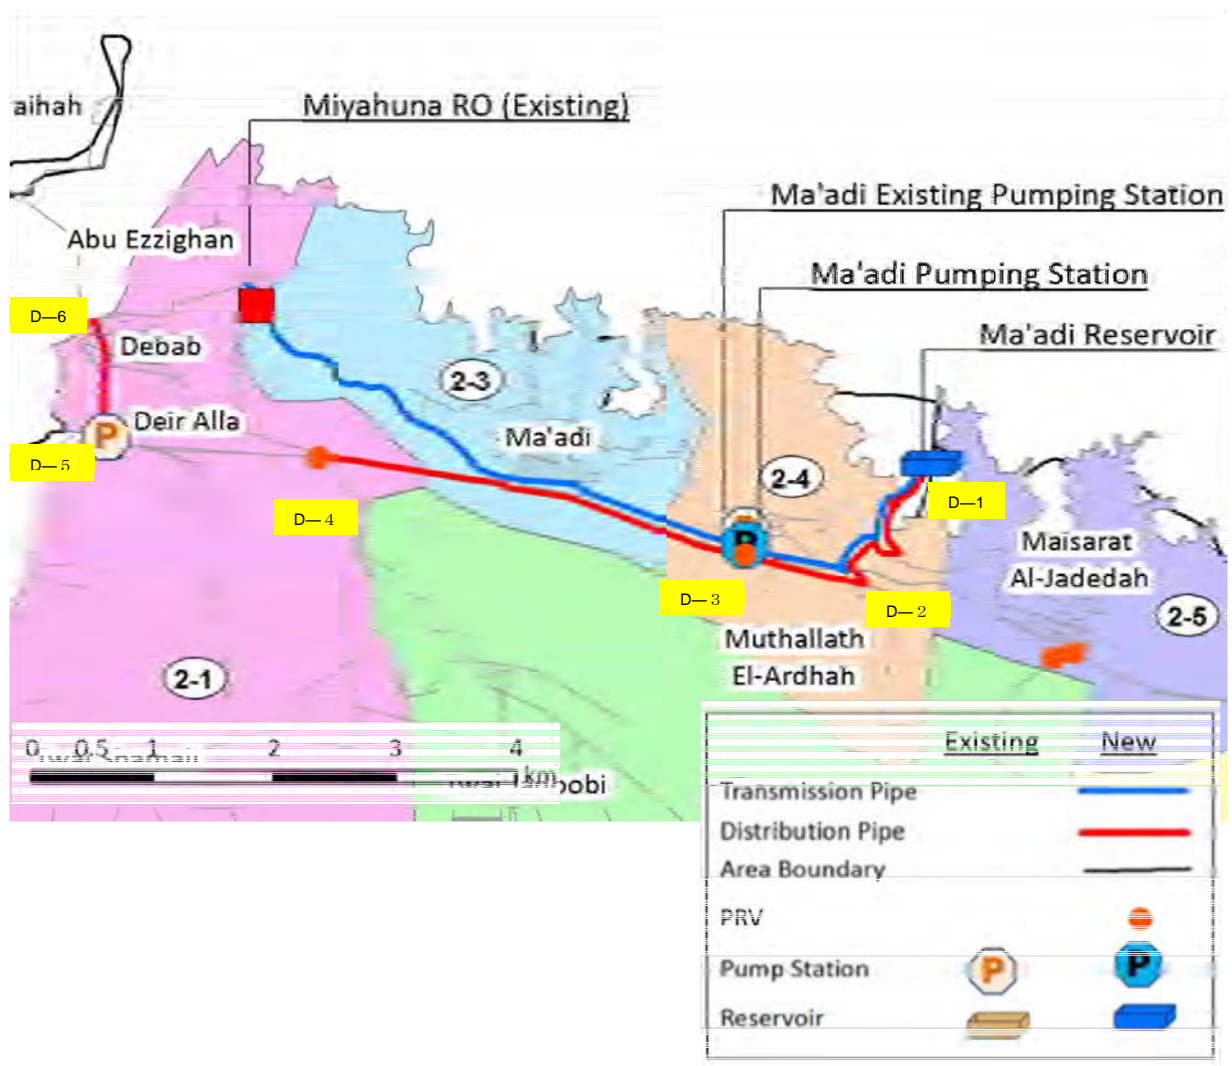 aihah
Miyahuna RO (Existing)
Ma'adi Existing Pumping Station
Abu Ezzighan
Ma'adi Pumping Station
D—6
Debab
Ma'adi Reservoir
2-3
Deir Alla
Ma'adi
P
D—5
2-4
D—4
D—1
P
Maisarat
Al-Jadedah
D—3
D—2
2-5
Muthallath
El-Ardhah
2-1
0 0.5 1 2 3 4
km
Existing New
Transmission Pipe
Distribution Pipe
Area Boundary
PRV
Pump Station P P
Reservoir